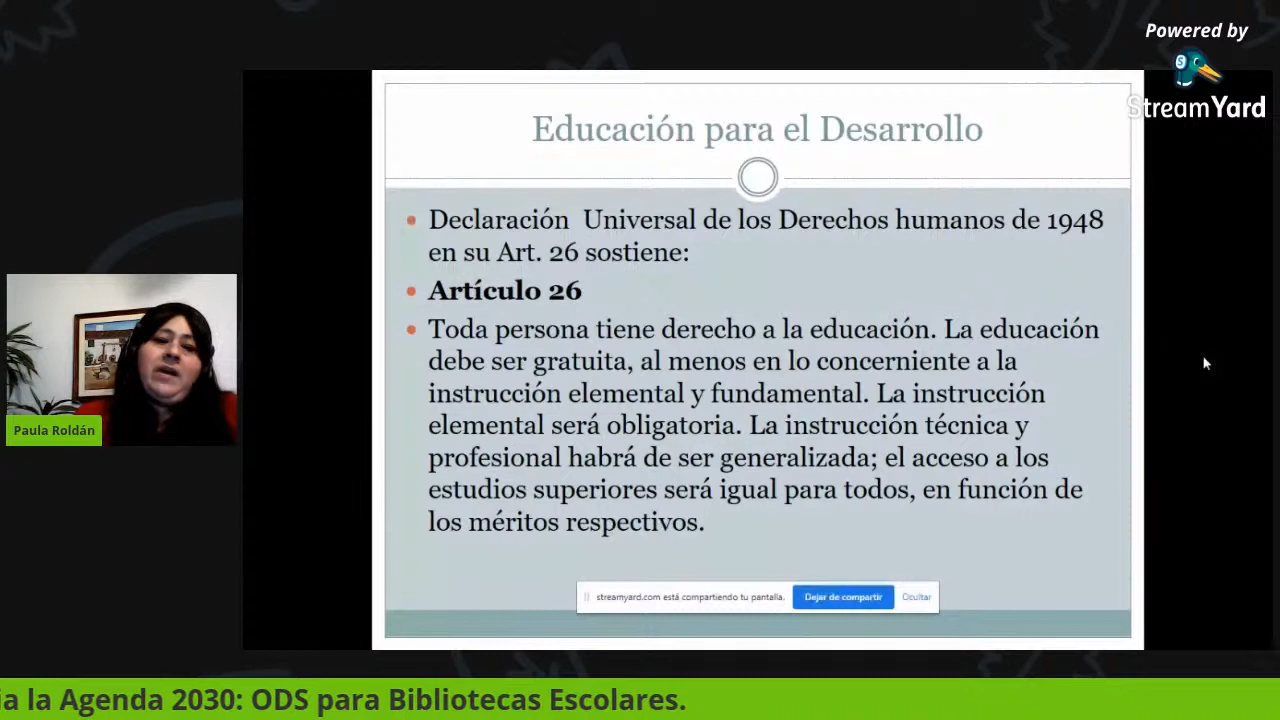 Powered by
StreamYard
Educación para el Desarrollo
Declaración Universal de los Derechos humanos de 1948
en su Art. 26 sostiene:
Artículo 26
Toda persona tiene derecho a la educación. La educación
debe ser gratuita, al menos en lo concerniente a la
instrucción elemental y fundamental. La instrucción
elemental será obligatoria. La instrucción técnica y
profesional habrá de ser generalizada; el acceso a los
estudios superiores será igual para todos, en función de
los méritos respectivos.
streamyard.com está compartiendo tu pantalla.
Dejar de compartir
Ocultar
Paula Roldán
ia la Agenda 2030: ODS para Bibliotecas Escolares.